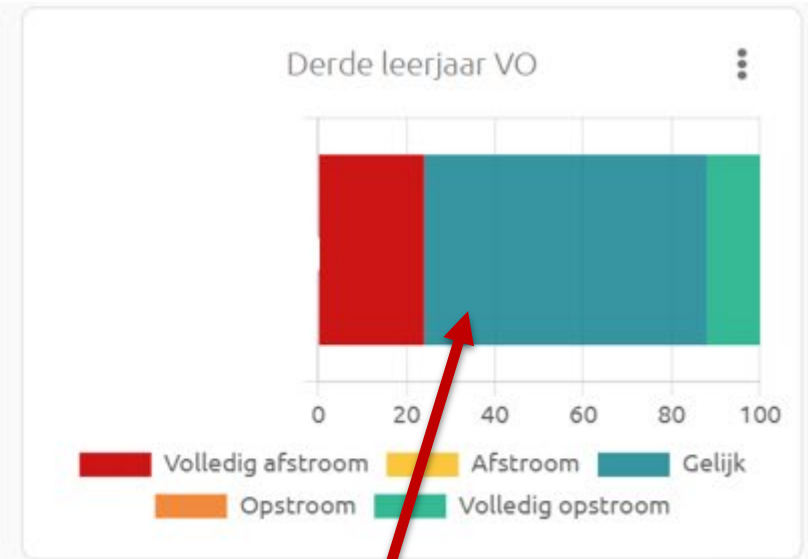 Derde leerjaar VO
0 20 40 60 80 100
Volledig afstroom Afstroom Gelijk
Opstroom Volledig opstroom